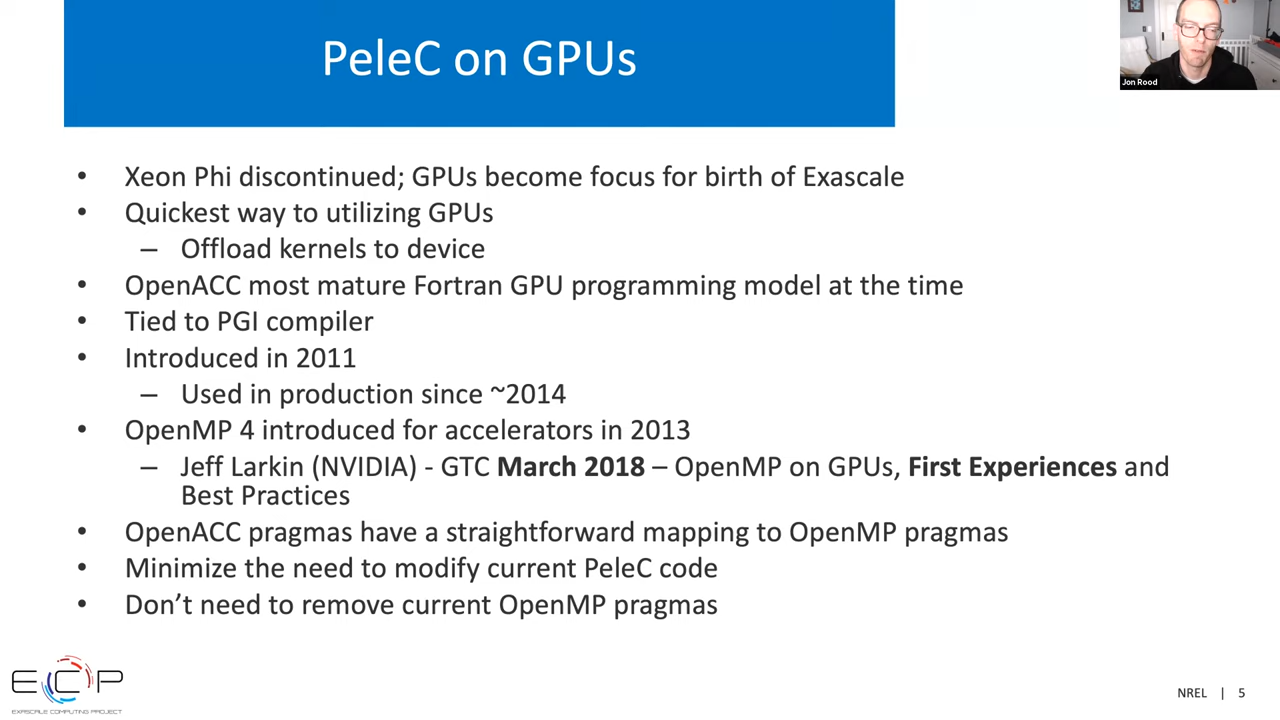 PeleC on GPUs
Jon Rood
• Xeon Phi discontinued; GPUs become focus for birth of Exascale
• Quickest way to utilizing GPUs
– Offload kernels to device
• OpenACC most mature Fortran GPU programming model at the time
• Tied to PGI compiler
• Introduced in 2011
– Used in production since ~2014
• OpenMP 4 introduced for accelerators in 2013
– Jeff Larkin (NVIDIA) - GTC March 2018 – OpenMP on GPUs, First Experiences and
Best Practices
• OpenACC pragmas have a straightforward mapping to OpenMP pragmas
• Minimize the need to modify current PeleC code
• Don’t need to remove current OpenMP pragmas
ECP
EXASCALE COMPUTING PROJECT
NREL | 5